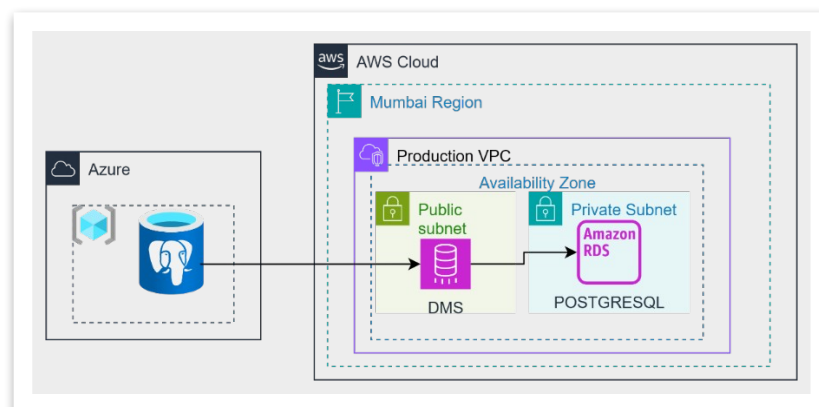 aws
AWS Cloud
Mumbai Region
Production VPC
Azure
Availability Zone
Public
subnet
Private Subnet
Amazon
RDS
DMS
POSTGRESQL